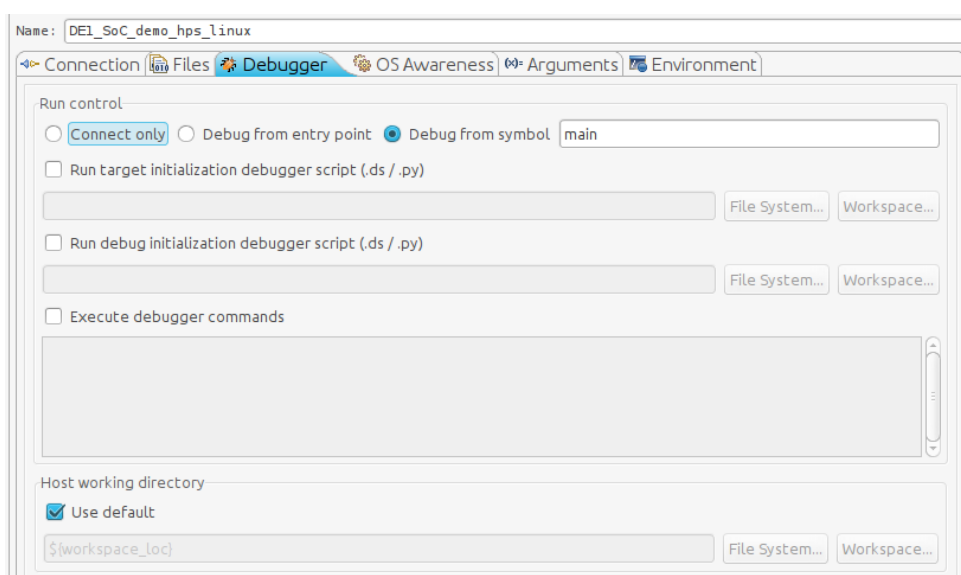 Name: DE1_SoC_demo_hps_linux
Connection Files Debugger OS Awareness (x)= Arguments Environment
Run control
Connect only Debug from entry point Debug from symbol main
Run target initialization debugger script (.ds / .py)
File System... Workspace...
Run debug initialization debugger script (.ds / .py)
File System... Workspace...
Execute debugger commands
Host working directory
Use default
${workspace_loc} File System... Workspace...